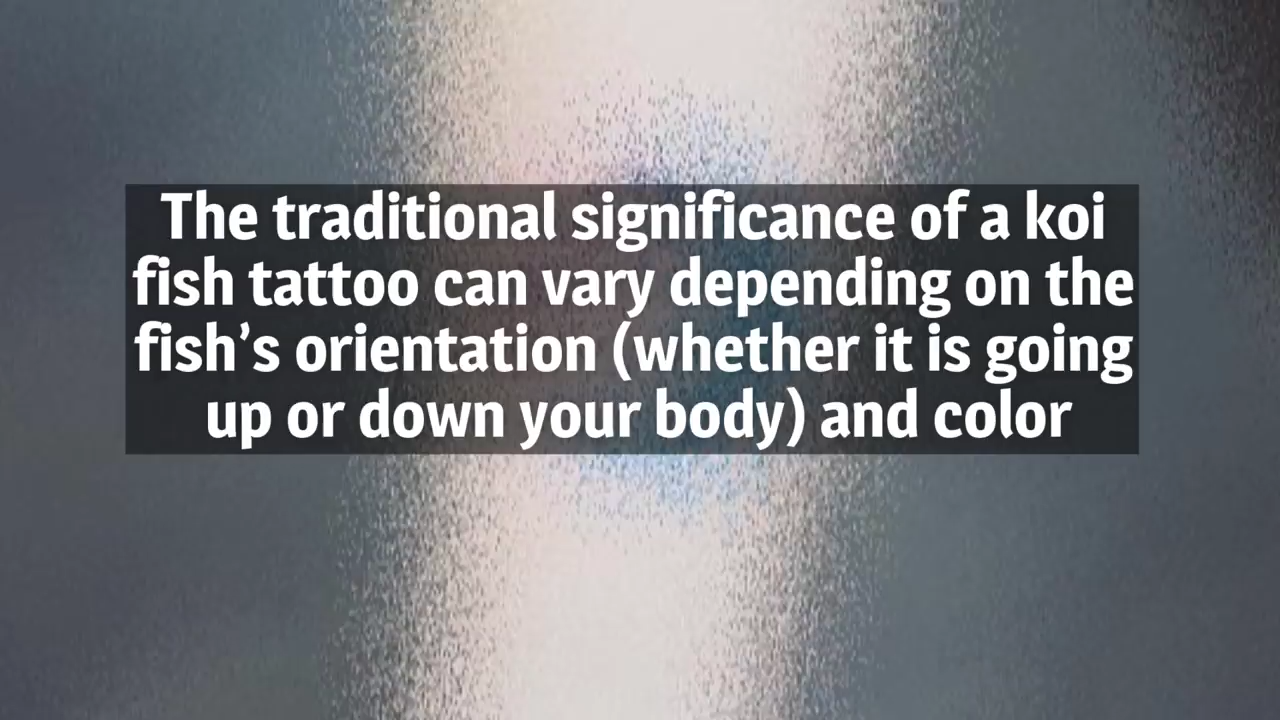 The traditional significance of a koi
fish tattoo can vary depending on the
fish’s orientation (whether it is going
up or down your body) and color